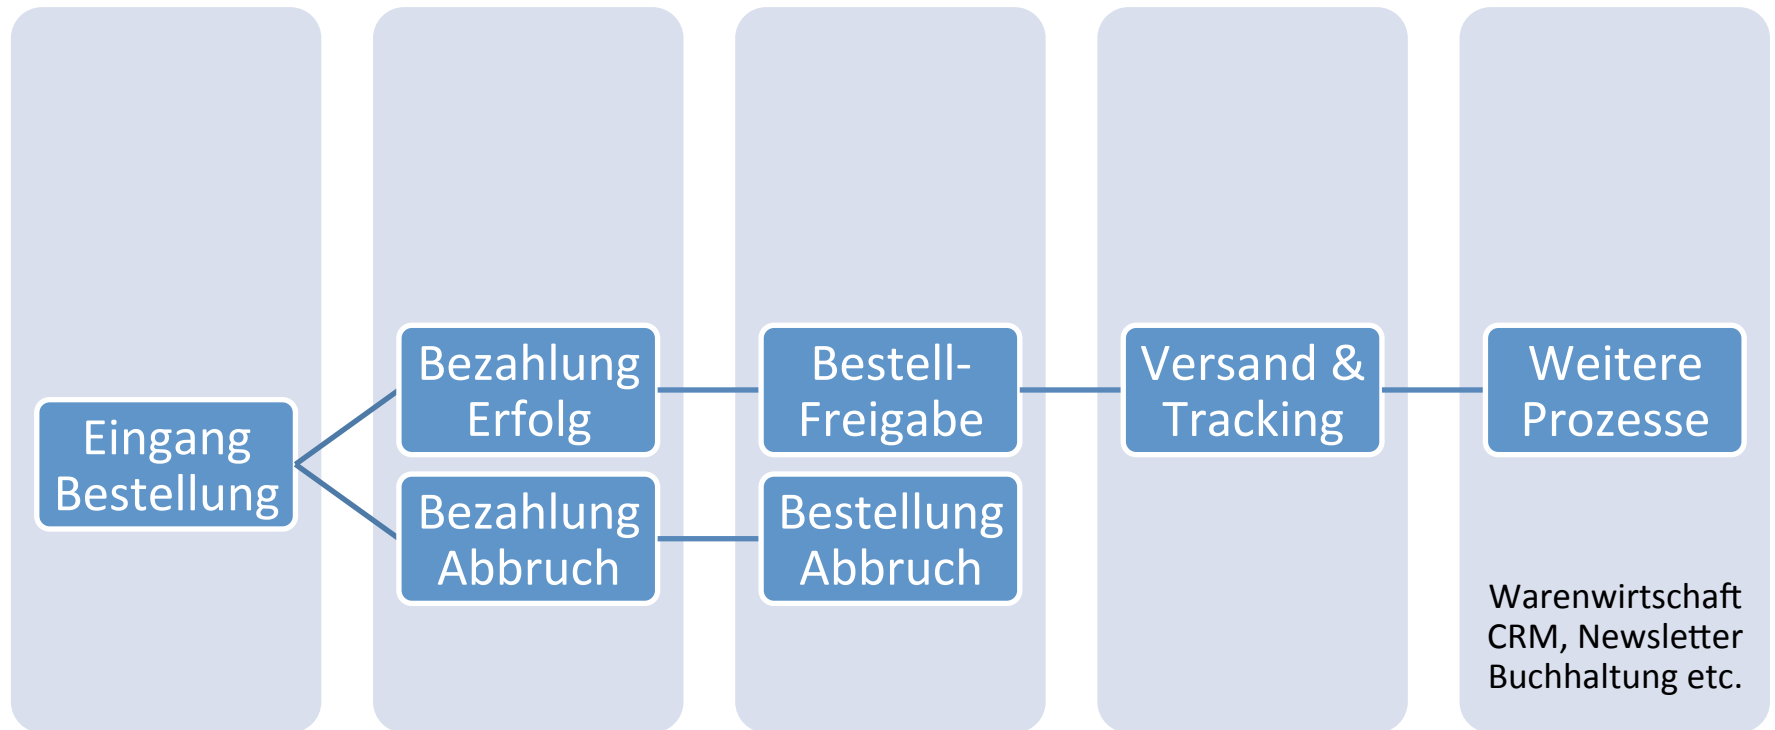 Eingang
Bestellung
Bezahlung
Erfolg
Bezahlung
Abbruch
Bestell-
Freigabe
Bestellung
Abbruch
Versand &
Tracking
Weitere
Prozesse
Warenwirtschaft
CRM, Newsletter
Buchhaltung etc.